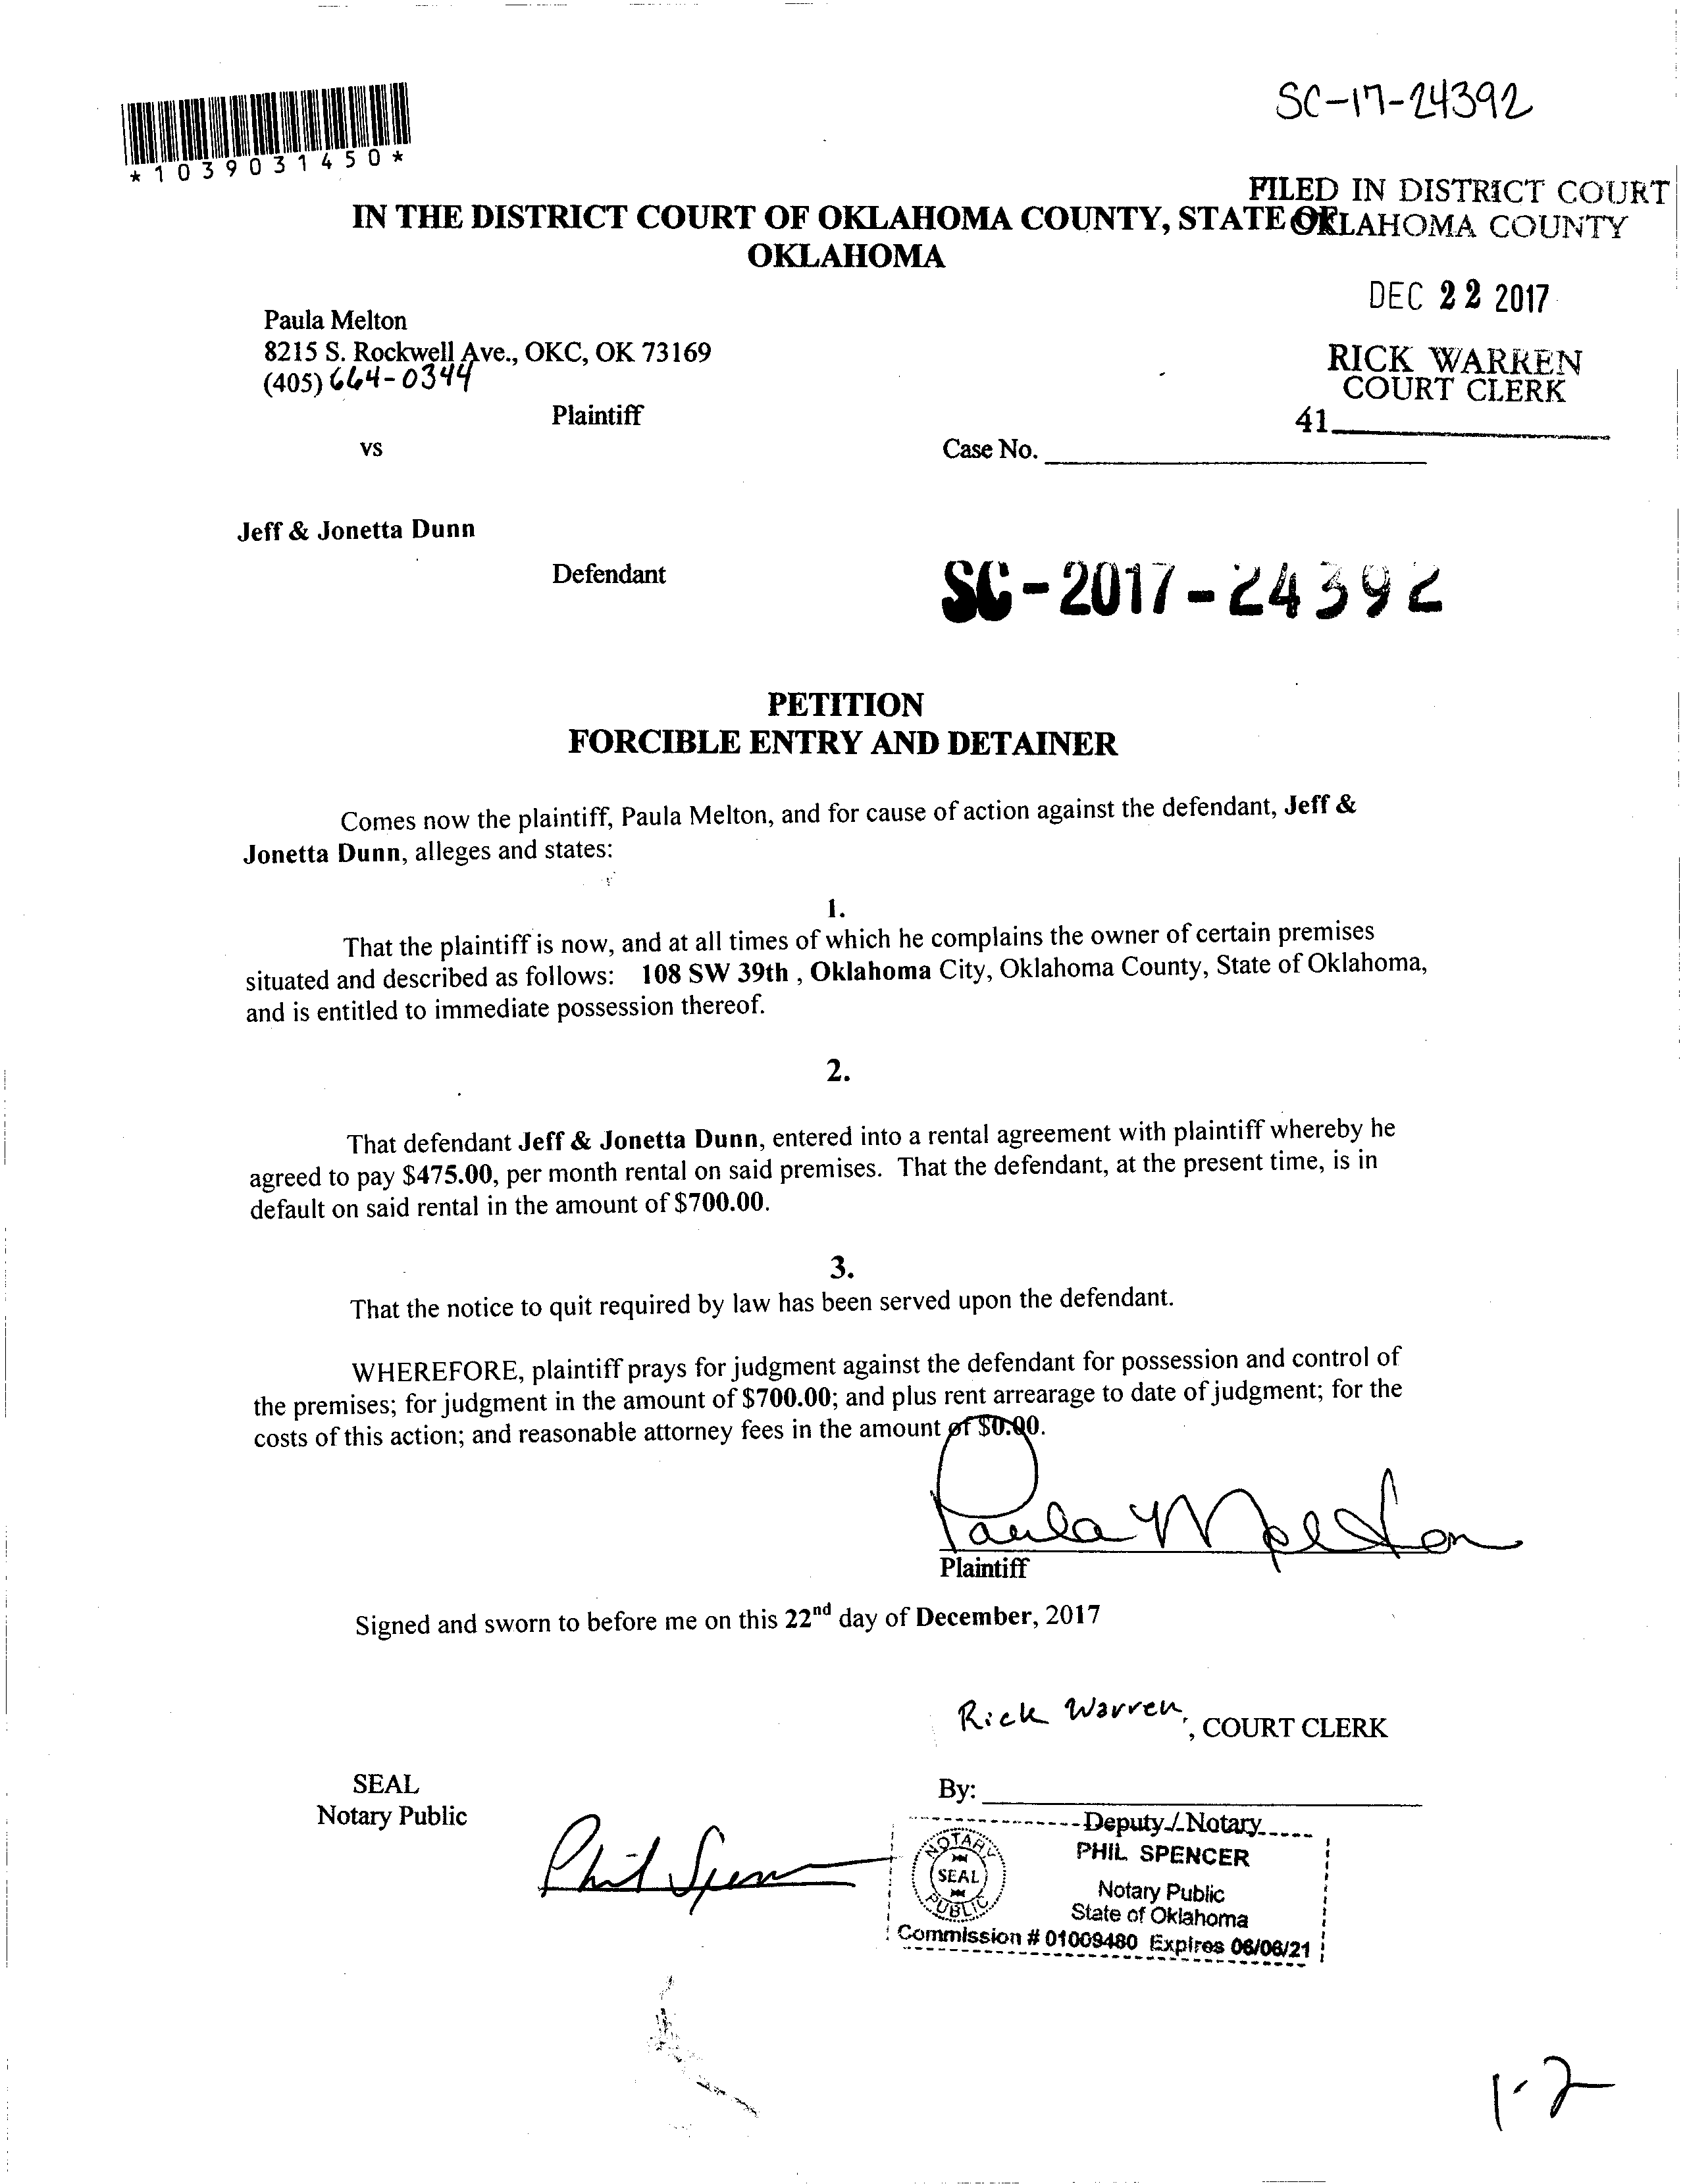 SC-17-24392
*1039031450*
FILED IN DISTRICT COURT
OKLAHOMA COUNTY
IN THE DISTRICT COURT OF OKLAHOMA COUNTY, STATE OF
OKLAHOMA
DEC 22 2017
Paula Melton
8215 S. Rockwell Ave., OKC, OK 73169
(405) 664-0344
RICK WARREN
COURT CLERK
41
Plaintiff
vs
Case No.
Jeff & Jonetta Dunn
Defendant
SC-2017-24392
PETITION
FORCIBLE ENTRY AND DETAINER
Comes now the plaintiff, Paula Melton, and for cause of action against the defendant, Jeff &
Jonetta Dunn, alleges and states:
1.
That the plaintiff is now, and at all times of which he complains the owner of certain premises
situated and described as follows: 108 SW 39th , Oklahoma City, Oklahoma County, State of Oklahoma,
and is entitled to immediate possession thereof.
2.
That defendant Jeff & Jonetta Dunn, entered into a rental agreement with plaintiff whereby he
agreed to pay $475.00, per month rental on said premises. That the defendant, at the present time, is in
default on said rental in the amount of $700.00.
3.
That the notice to quit required by law has been served upon the defendant.
WHEREFORE, plaintiff prays for judgment against the defendant for possession and control of
the premises; for judgment in the amount of $700.00; and plus rent arrearage to date of judgment; for the
costs of this action; and reasonable attorney fees in the amount of $0.00.
Paula Melton
Plaintiff
Signed and sworn to before me on this 22nd day of December, 2017
Rick Warren, , COURT CLERK
SEAL
Notary Public
By:
Deputy / Notary
Phil Spencer
NOTARY
SEAL
PUBLIC
PHIL SPENCER
Notary Public
State of Oklahoma
Commission # 01009480 Expires 06/06/21
1-2